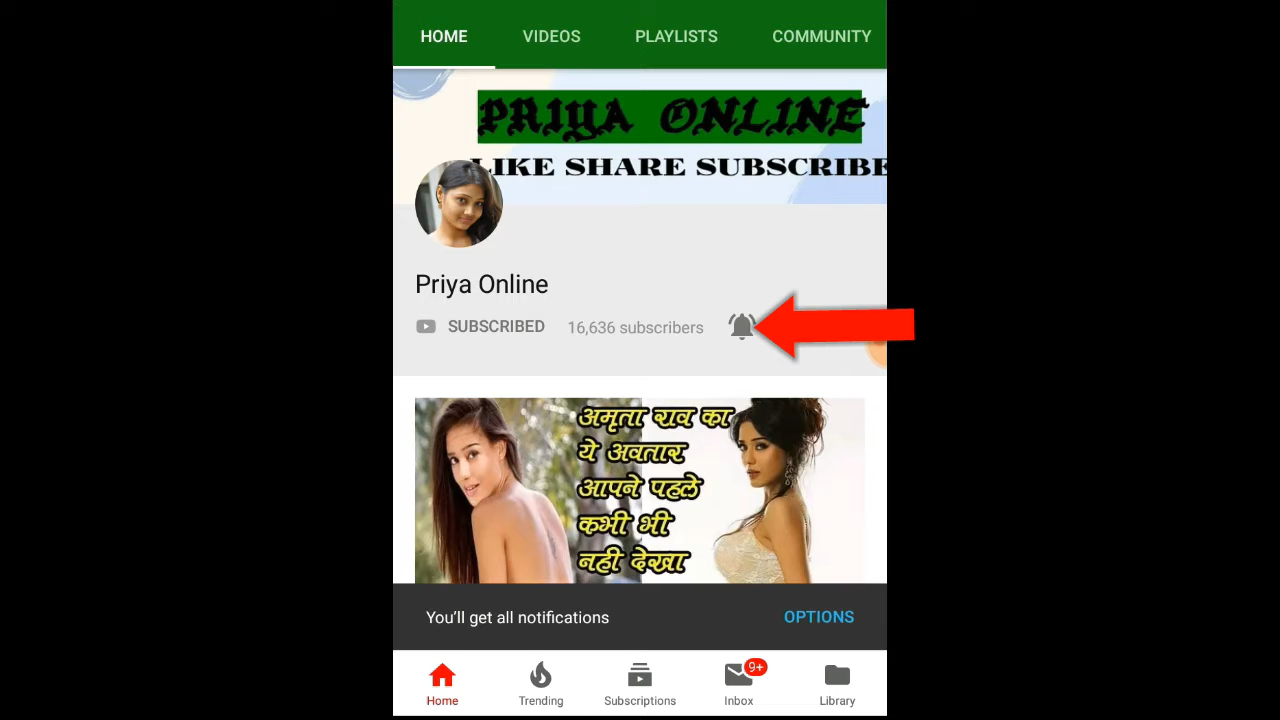 HOME VIDEOS PLAYLISTS COMMUNITY
PRIYA ONLINE
LIKE SHARE SUBSCRIBE
Priya Online
SUBSCRIBED 16,636 subscribers
अमृता राव का
ये अवतार
आपने पहले
कभी भी
नही देखा
You'll get all notifications OPTIONS
9+
Home Trending Subscriptions Inbox Library